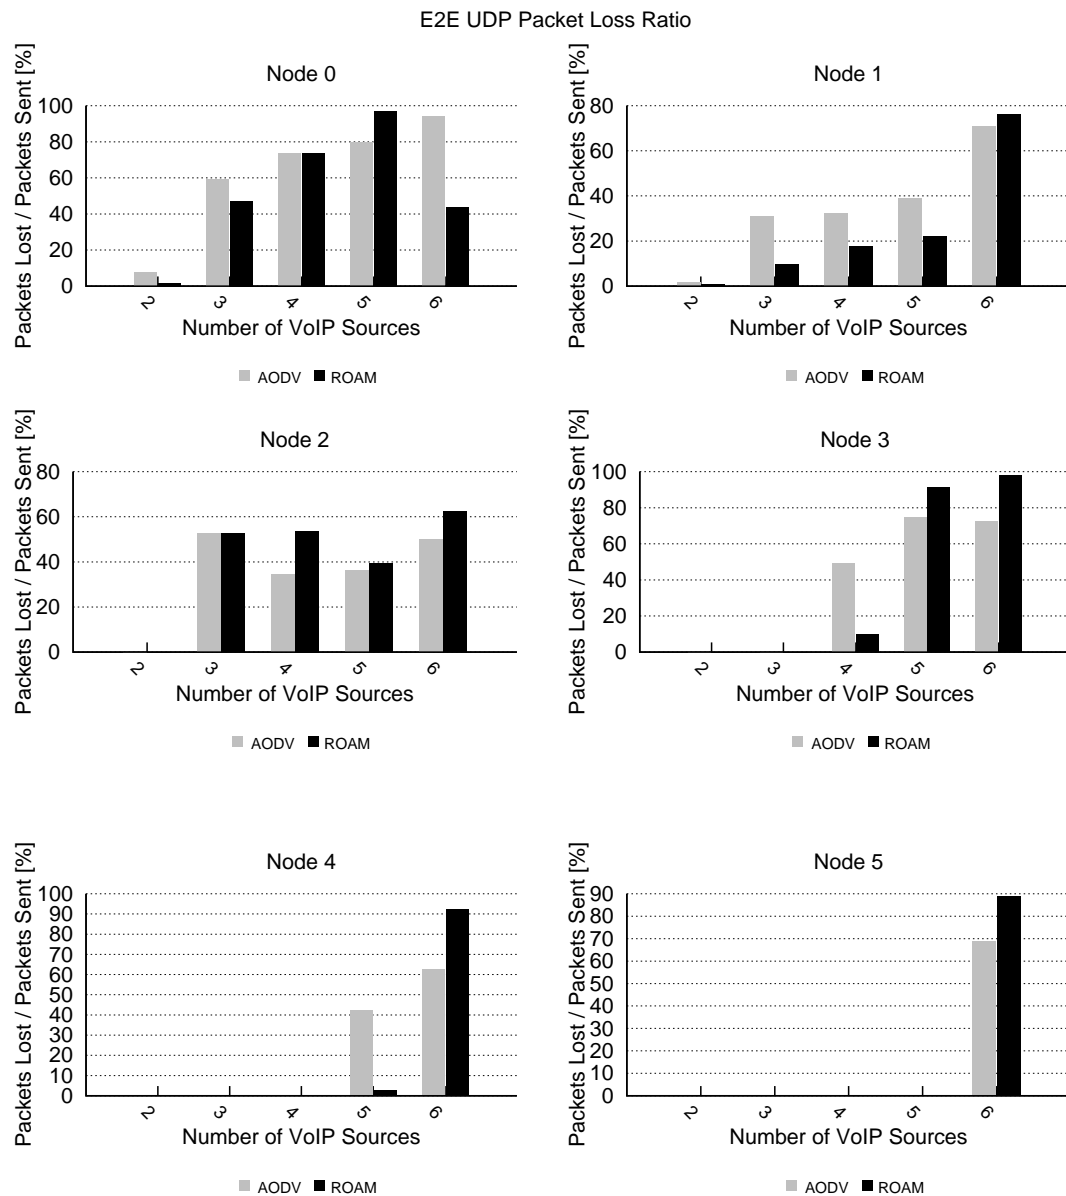 E2E UDP Packet Loss Ratio
Node 0
Packets Lost / Packets Sent [%]
100
80
60
40
20
0
2 3 4 5 6
Number of VoIP Sources
AODV ROAM
Node 1
Packets Lost / Packets Sent [%]
80
60
40
20
0
2 3 4 5 6
Number of VoIP Sources
AODV ROAM
Node 2
Packets Lost / Packets Sent [%]
80
60
40
20
0
2 3 4 5 6
Number of VoIP Sources
AODV ROAM
Node 3
Packets Lost / Packets Sent [%]
100
80
60
40
20
0
2 3 4 5 6
Number of VoIP Sources
AODV ROAM
Node 4
Packets Lost / Packets Sent [%]
100
90
80
70
60
50
40
30
20
10
0
2 3 4 5 6
Number of VoIP Sources
AODV ROAM
Node 5
Packets Lost / Packets Sent [%]
90
80
70
60
50
40
30
20
10
0
2 3 4 5 6
Number of VoIP Sources
AODV ROAM